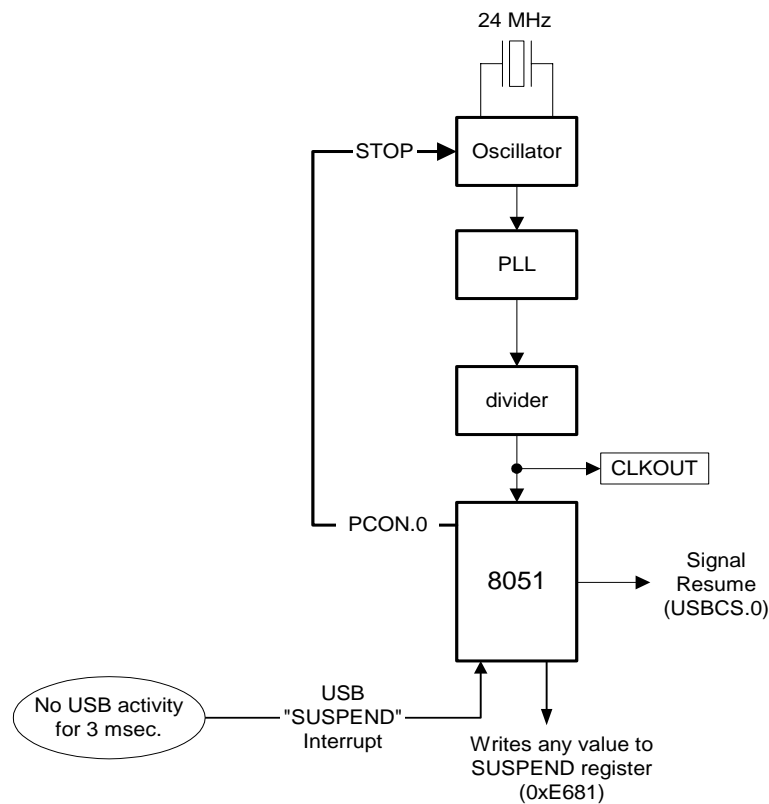 24 MHz
STOP
Oscillator
PLL
divider
CLKOUT
PCON.0
8051
Signal
Resume
(USBCS.0)
No USB activity
for 3 msec.
USB
"SUSPEND"
Interrupt
Writes any value to
SUSPEND register
(0xE681)